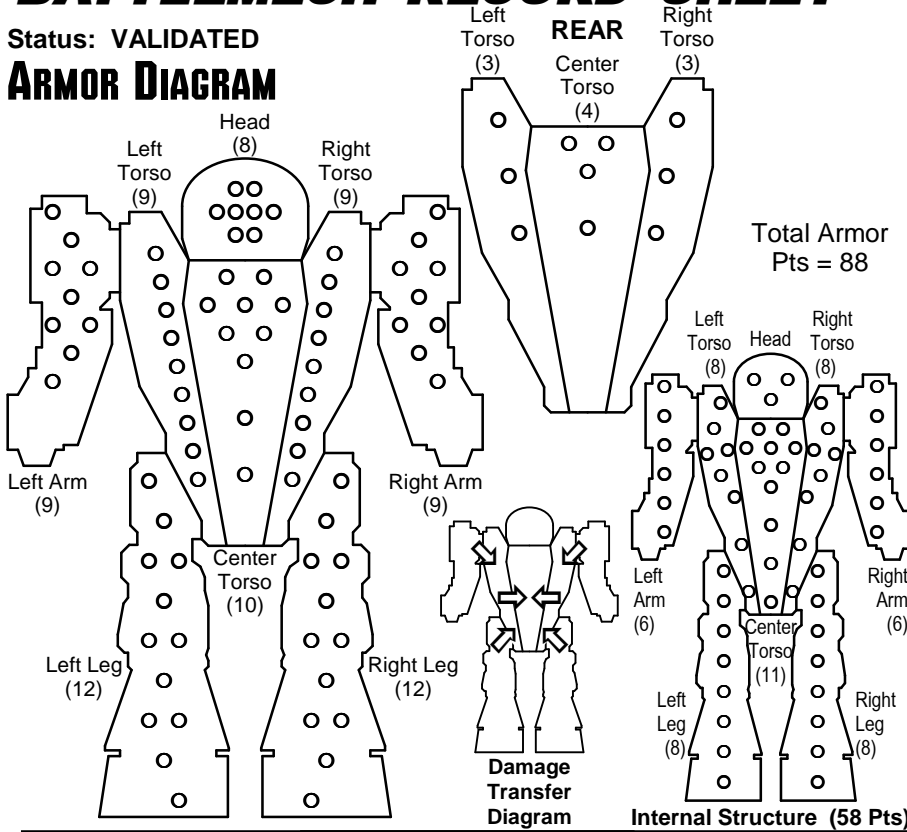 BATTLEMECH RECORD SHEET
Status: VALIDATED
ARMOR DIAGRAM
Left
Torso
(3)
REAR
Center
Torso
(4)
Right
Torso
(3)
Left
Torso
(9)
Head
(8)
Right
Torso
(9)
Total Armor
Pts = 88
Left Arm
(9)
Right Arm
(9)
Center
Torso
(10)
Left Leg
(12)
Right Leg
(12)
Damage
Transfer
Diagram
Left
Torso
(8)
Head
Right
Torso
(8)
Left
Arm
(6)
Right
Arm
(6)
Center
Torso
(11)
Left
Leg
(8)
Right
Leg
(8)
Internal Structure (58 Pts)